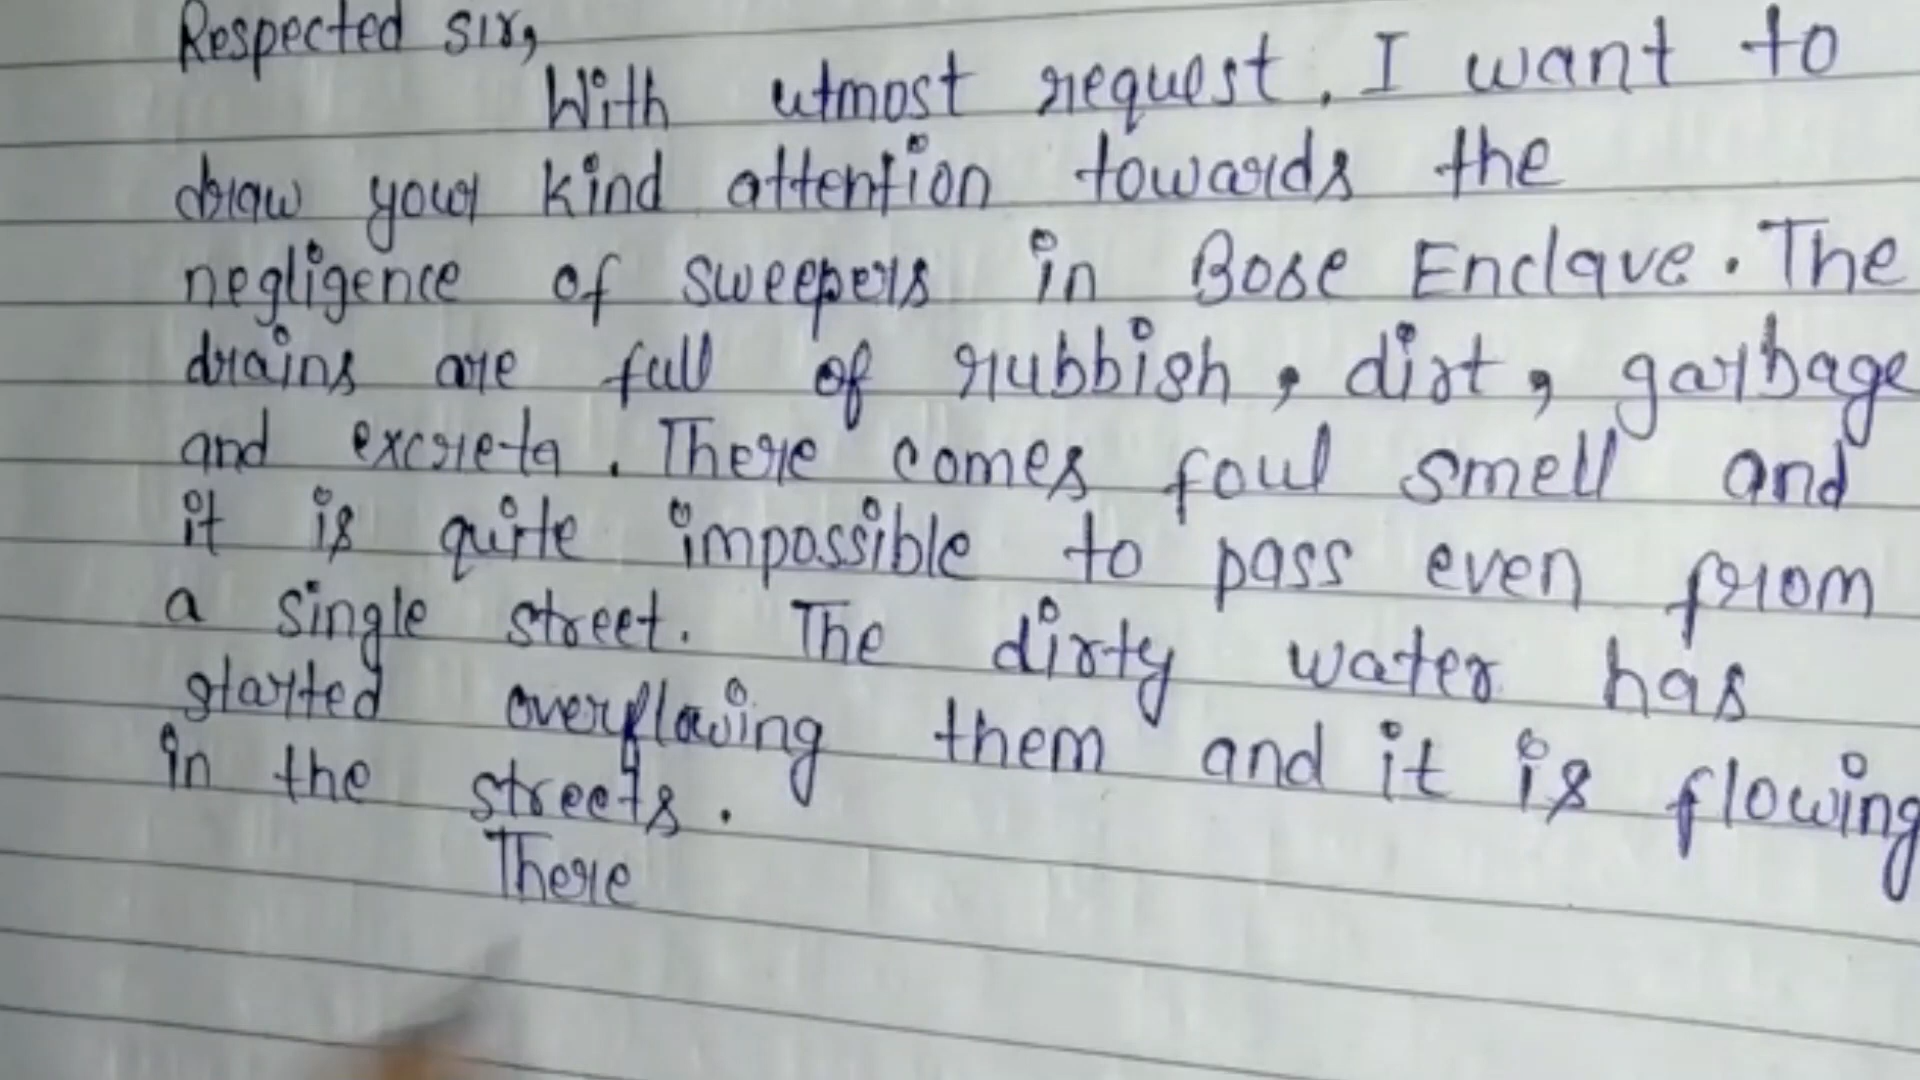 Respected sir,
With utmost request, I want to
draw your kind attention towards the
negligence of sweepers in Bose Enclave. The
drains are full of rubbish, dirt, garbage
and excreta. There comes foul smell and
it is quite impossible to pass even from
a single street. The dirty water has
started overflowing them and it is flowing
in the streets.
There